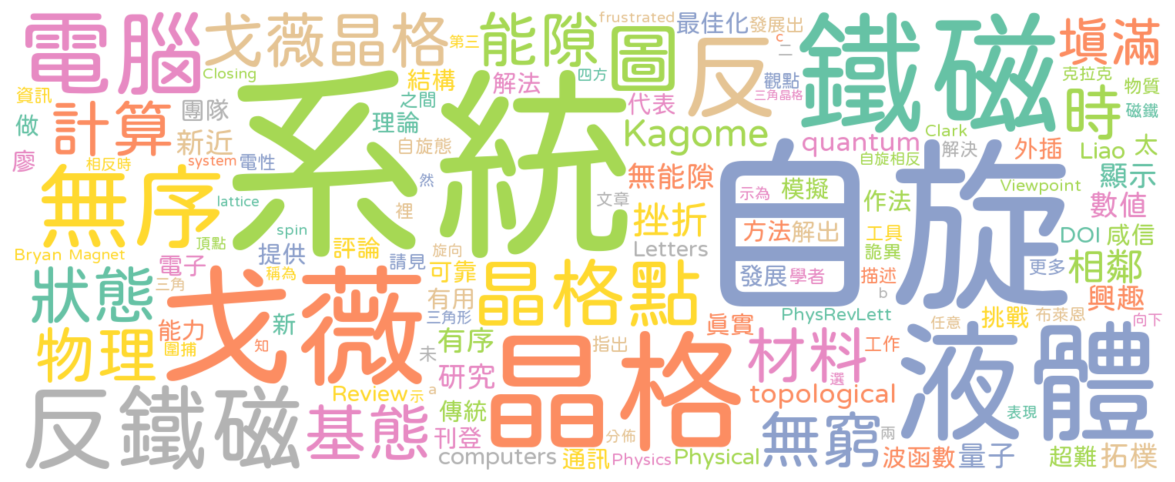 電腦
戈薇晶格
第三
能隙
frustrated
圖
最佳化
發展出
c
二
反
鐵磁
填滿
Closing
結構
解法
四方
觀點
三角晶格
克拉克
物質
資訊
團隊
之間
代表
時
磁鐵
做
計算
新近
理論
Kagome
系統
自旋
廖
相反時
system
電性
自旋態
quantum
Clark
Liao
太
自旋相反
解決
外插
無序
lattice
然
文章
無能隙
示為
模擬
作法
Viewpoint
顯示
頂點
spin
裡
挫折
方法
解出
工具
數值
Bryan
Magnet
提供
評論
旋向
請見
Letters
詭異
DOI
咸信
電子
稱為
可靠
晶格點
發展
學者
描述
更多
相鄰
狀態
戈薇
三角
有用
b
興趣
能力
新
三角形
眞實
PhysRevLett
挑戰
布萊恩
物理
圍捕
知
未
有序
指出
材料
工作
任意
向下
液體
晶格
研究
選
反鐵磁
基態
Review
示
a
傳統
topological
表現
刊登
無窮
兩
computers
通訊
分佈
Physics
Physical
波函數
量子
超難
拓樸